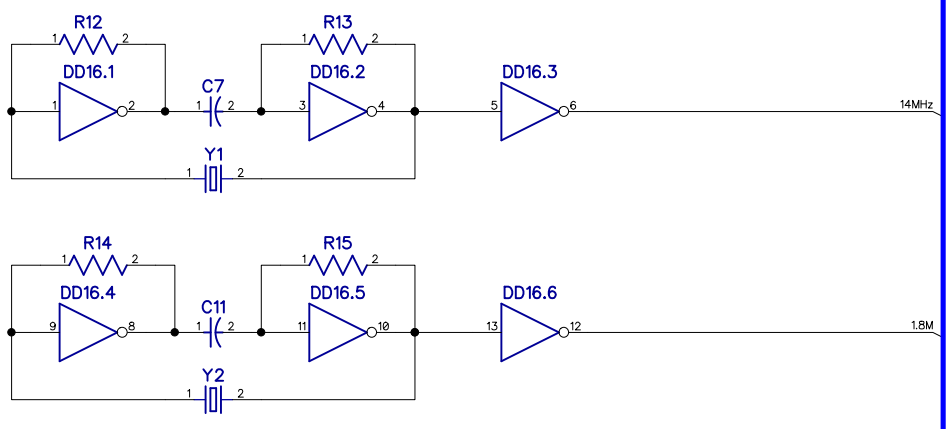 R12 R13
1 2 1 2
DD16.1 DD16.2 DD16.3
C7
1 2 1 2 3 4 5 6 14MHz
Y1
1 2
R14 R15
1 2 1 2
DD16.4 DD16.5 DD16.6
C11
9 8 1 2 11 10 13 12 1.8M
Y2
1 2